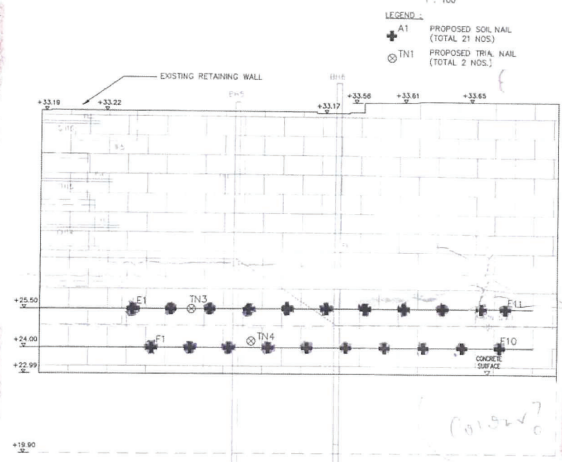 1 : 100
LEGEND :
A1 PROPOSED SOIL NAIL
(TOTAL 21 NOS.)
TN1 PROPOSED TRIAL NAIL
(TOTAL 2 NOS.)
EXISTING RETAINING WALL
+33.19 +33.22 +33.17 +33.56 +33.61 +33.65
+25.50 E1 TN3 E11
+24.00 F1 TN4 F10
+22.99 CONCRETE
SURFACE
+19.90